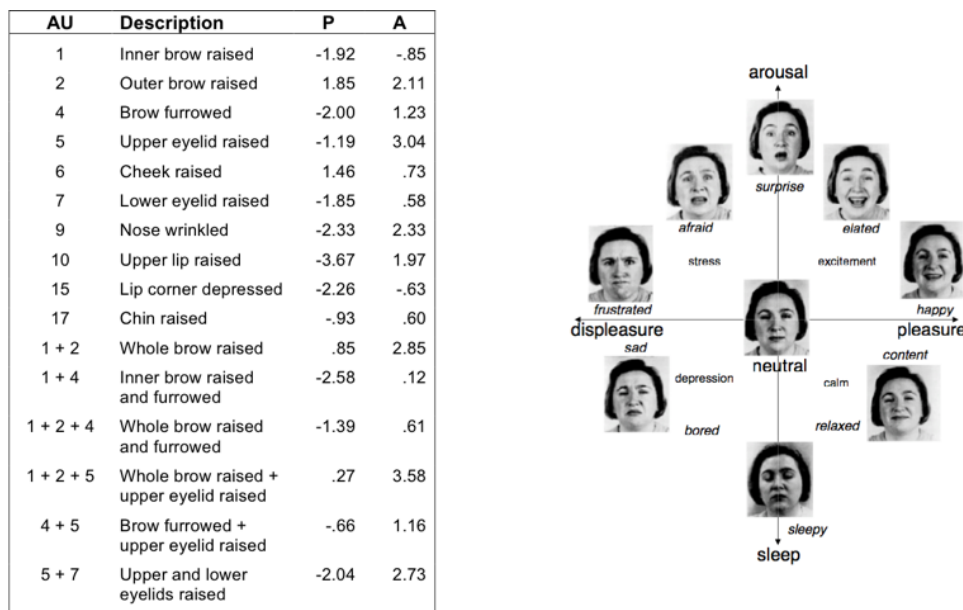 AU Description P A
1 Inner brow raised -1.92 -.85
2 Outer brow raised 1.85 2.11
4 Brow furrowed -2.00 1.23
5 Upper eyelid raised -1.19 3.04
6 Cheek raised 1.46 .73
7 Lower eyelid raised -1.85 .58
9 Nose wrinkled -2.33 2.33
10 Upper lip raised -3.67 1.97
15 Lip corner depressed -2.26 -.63
17 Chin raised -.93 .60
1 + 2 Whole brow raised .85 2.85
1 + 4 Inner brow raised -2.58 .12
and furrowed
1 + 2 + 4 Whole brow raised -1.39 .61
and furrowed
1 + 2 + 5 Whole brow raised + .27 3.58
upper eyelid raised
4 + 5 Brow furrowed + -.66 1.16
upper eyelid raised
5 + 7 Upper and lower -2.04 2.73
eyelids raised
arousal
surprise
afraid elated
stress excitement
frustrated happy
displeasure pleasure
sad content
neutral
depression calm
bored relaxed
sleepy
sleep